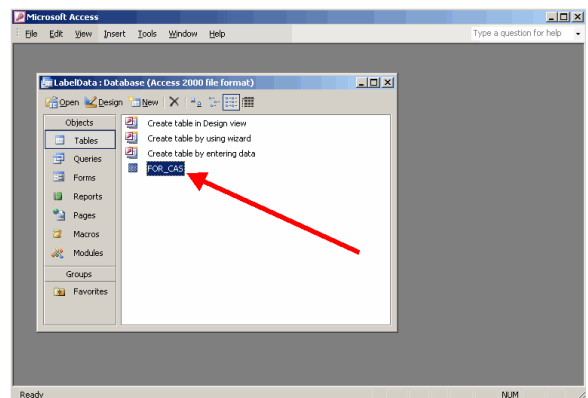 Microsoft Access
File Edit View Insert Tools Window Help
Type a question for help
LabelData : Database (Access 2000 file format)
Open Design New
Objects
Tables
Queries
Forms
Reports
Pages
Macros
Modules
Groups
Favorites
Create table in Design view
Create table by using wizard
Create table by entering data
FOR_CAS
Ready
NUM